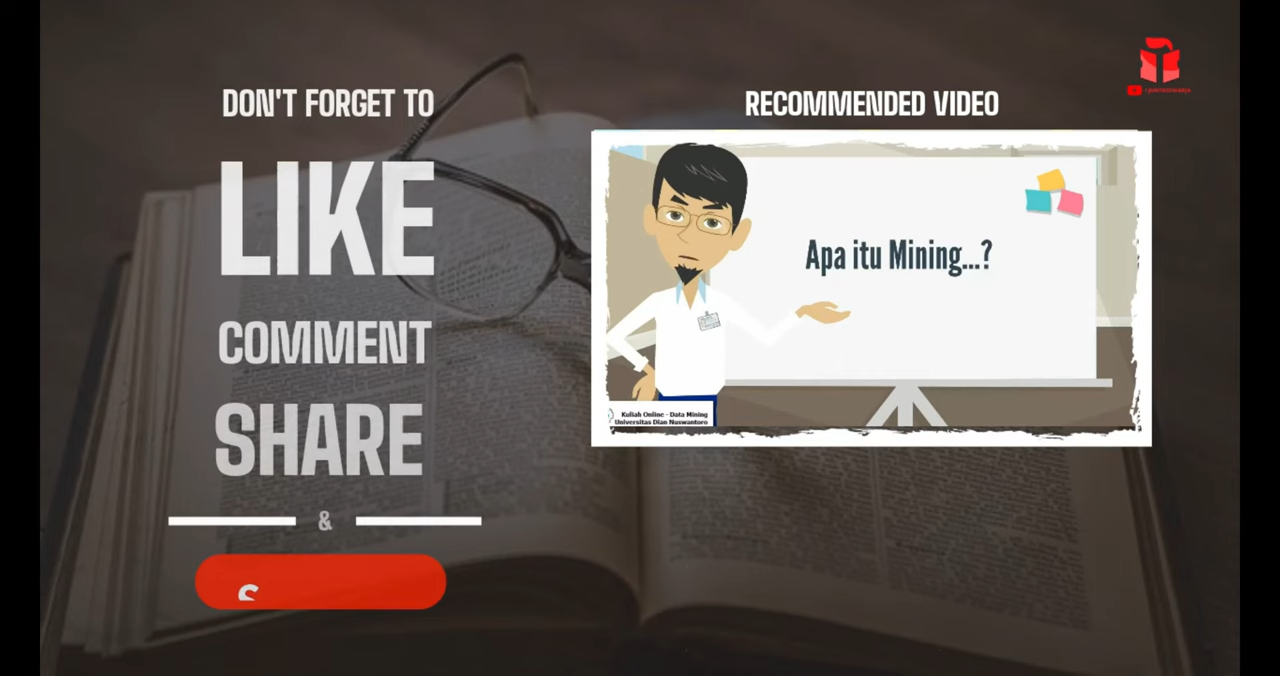 DON'T FORGET TO
LIKE
COMMENT
SHARE
&
RECOMMENDED VIDEO
Apa itu Mining...?
Kuliah Online - Data Mining
Universitas Dian Nuswantoro